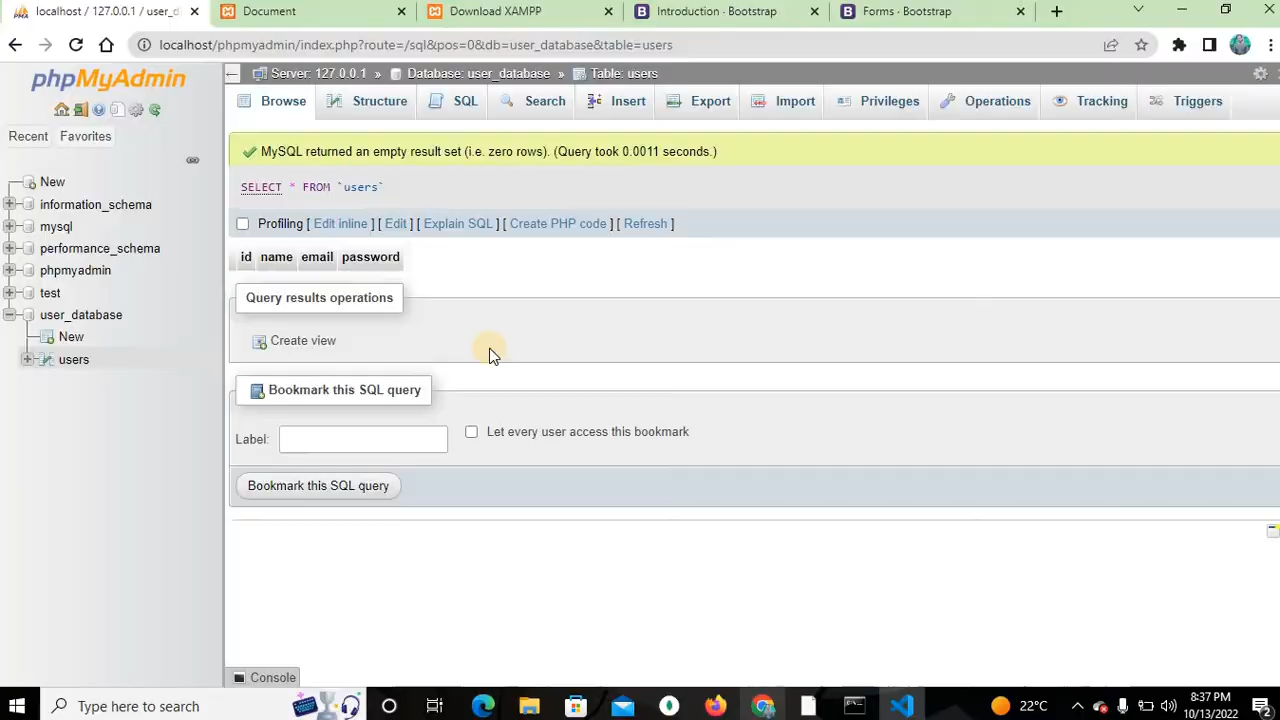 localhost / 127.0.0.1 / user_d
Document
Download XAMPP
Introduction · Bootstrap
Forms · Bootstrap
localhost/phpmyadmin/index.php?route=/sql&pos=0&db=user_database&table=users
phpMyAdmin
Recent
Favorites
New
information_schema
mysql
performance_schema
phpmyadmin
test
user_database
New
users
Server: 127.0.0.1 » Database: user_database » Table: users
Browse
Structure
SQL
Search
Insert
Export
Import
Privileges
Operations
Tracking
Triggers
MySQL returned an empty result set (i.e. zero rows). (Query took 0.0011 seconds.)
SELECT * FROM `users`
Profiling [ Edit inline ] [ Edit ] [ Explain SQL ] [ Create PHP code ] [ Refresh ]
id name email password
Query results operations
Create view
Bookmark this SQL query
Label:
Let every user access this bookmark
Bookmark this SQL query
Console
Type here to search
22°C
8:37 PM
10/13/2022
2